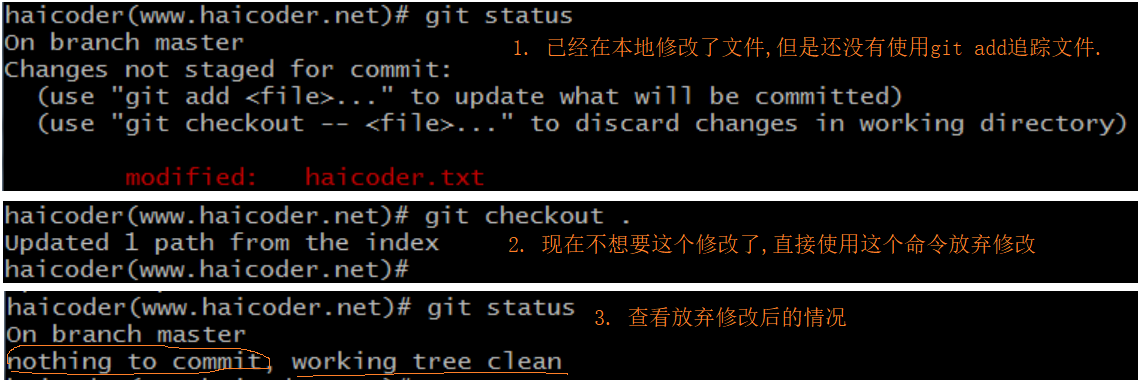 haicoder(www.haicoder.net)# git status
On branch master
1. 已经在本地修改了文件,但是还没有使用git add追踪文件.
Changes not staged for commit:
(use "git add <file>..." to update what will be committed)
(use "git checkout -- <file>..." to discard changes in working directory)
modified: haicoder.txt
haicoder(www.haicoder.net)# git checkout .
Updated 1 path from the index
2. 现在不想要这个修改了,直接使用这个命令放弃修改
haicoder(www.haicoder.net)#
haicoder(www.haicoder.net)# git status
3. 查看放弃修改后的情况
On branch master
nothing to commit, working tree clean